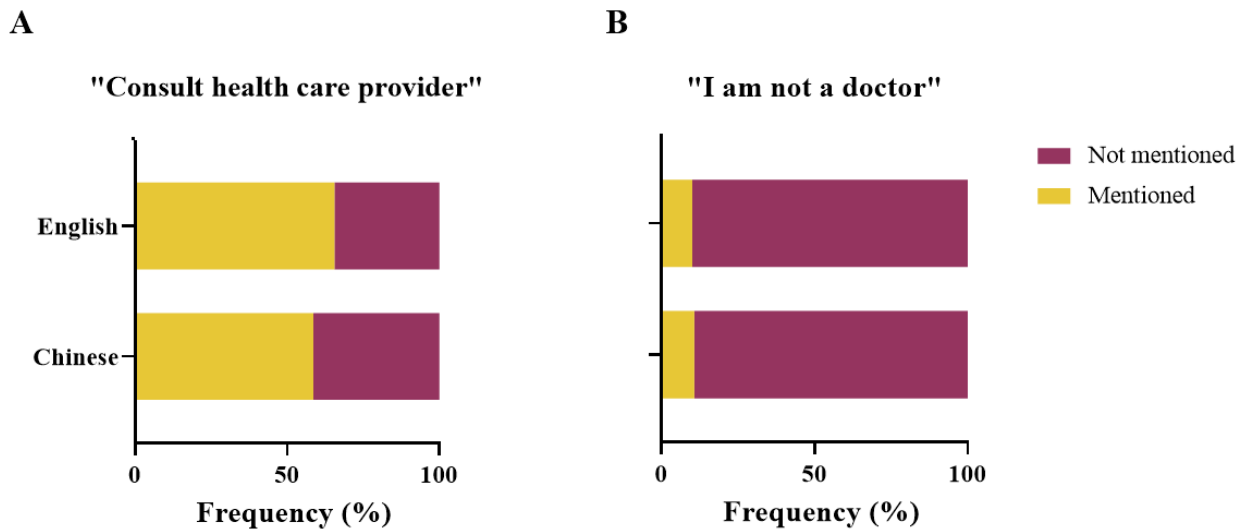 A
B
"Consult health care provider"
"I am not a doctor"
Not mentioned
Mentioned
English
Chinese
0 50 100
0 50 100
Frequency (%)
Frequency (%)